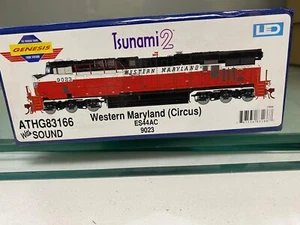 GENESIS
9023
Tsunami2
LED
WESTERN MARYLAND
ATHG83166
With SOUND
Western Maryland (Circus)
ES44AC
9023